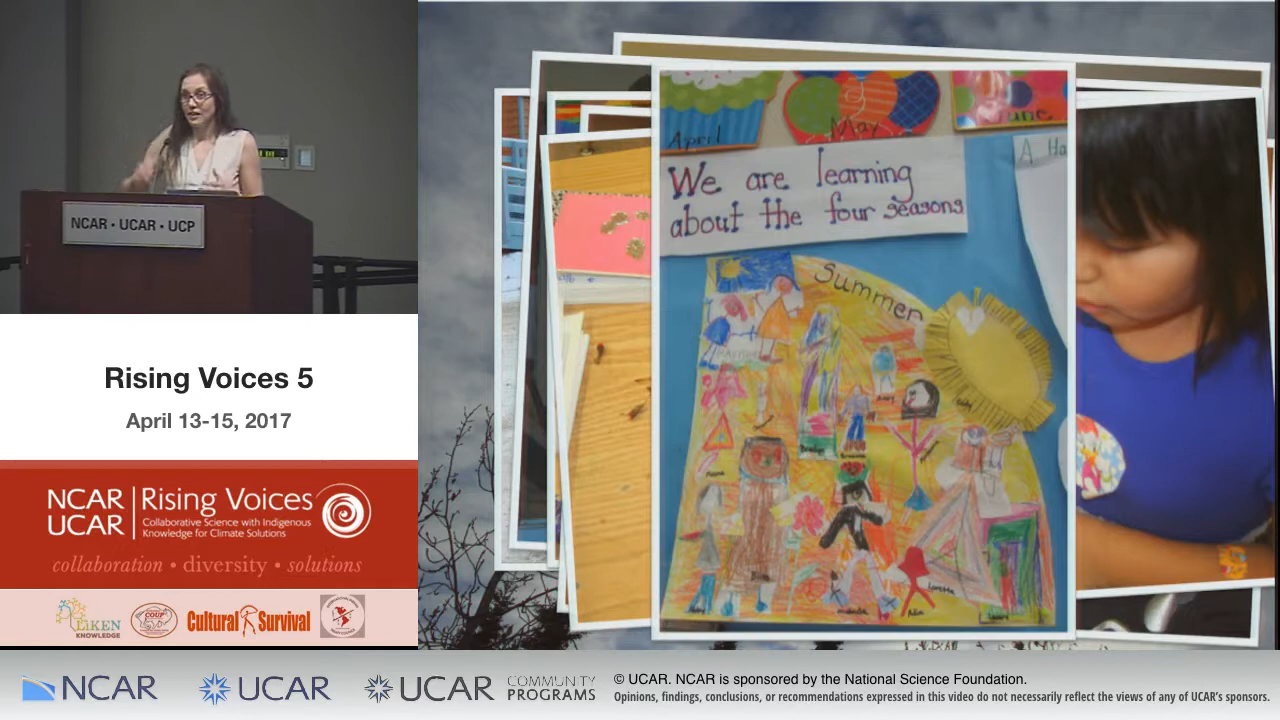 NCAR • UCAR • UCP
Rising Voices 5
April 13-15, 2017
NCAR
UCAR
Rising Voices
Collaborative Science with Indigenous
Knowledge for Climate Solutions
collaboration • diversity • solutions
LiKEN
KNOWLEDGE
Cultural Survival
April
May
June
We are learning
about the four seasons
A Ha
Summer
NCAR
UCAR
UCAR
COMMUNITY
PROGRAMS
© UCAR. NCAR is sponsored by the National Science Foundation.
Opinions, findings, conclusions, or recommendations expressed in this video do not necessarily reflect the views of any of UCAR's sponsors.